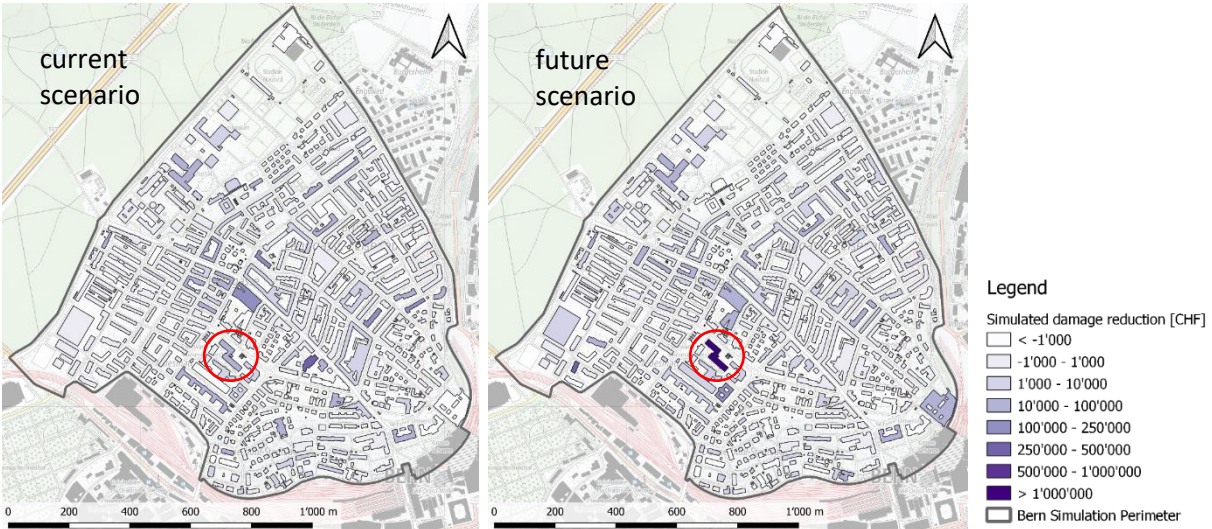 current
scenario
future
scenario
Legend
Simulated damage reduction [CHF]
< -1'000
-1'000 - 1'000
1'000 - 10'000
10'000 - 100'000
100'000 - 250'000
250'000 - 500'000
500'000 - 1'000'000
> 1'000'000
Bern Simulation Perimeter
0 200 400 600 800 1'000 m
0 200 400 600 800 1'000 m